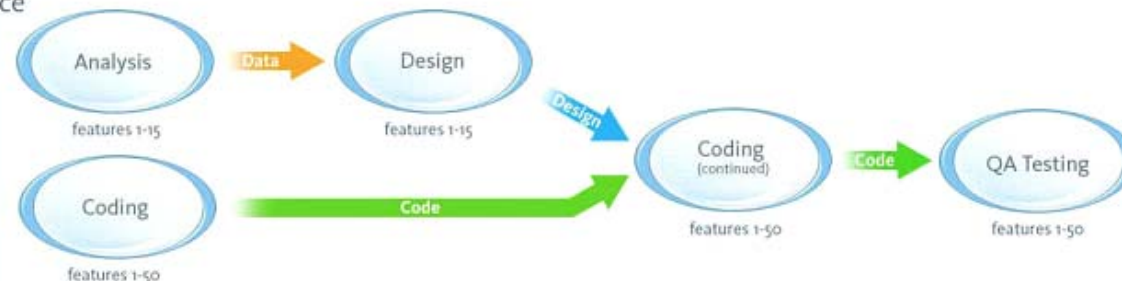 Analysis
Data
Design
features 1-15
features 1-15
Design
Coding
Code
features 1-50
Coding
(continued)
features 1-50
Code
QA Testing
features 1-50